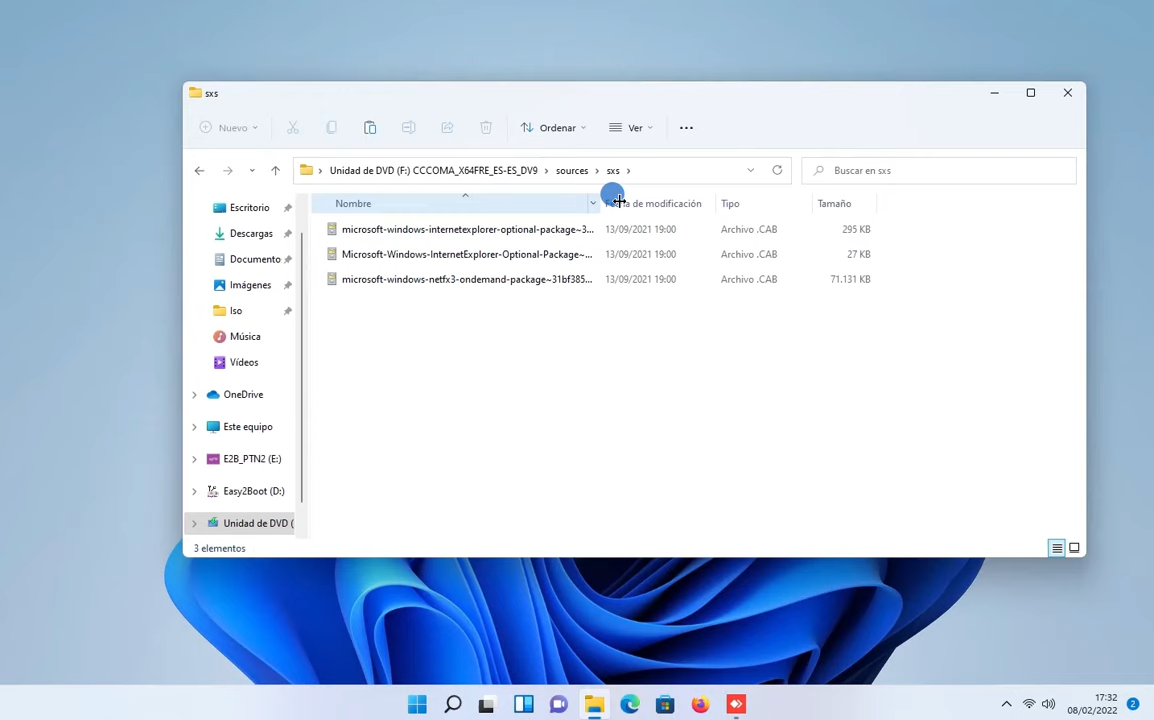 sxs
Nuevo
Ordenar
Ver
Unidad de DVD (F:) CCCOMA_X64FRE_ES-ES_DV9 > sources > sxs >
Buscar en sxs
Nombre
de modificación
Tipo
Tamaño
microsoft-windows-internetexplorer-optional-package~3... 13/09/2021 19:00 Archivo .CAB 295 KB
Microsoft-Windows-InternetExplorer-Optional-Package~... 13/09/2021 19:00 Archivo .CAB 27 KB
microsoft-windows-netfx3-ondemand-package~31bf385... 13/09/2021 19:00 Archivo .CAB 71.131 KB
Escritorio
Descargas
Documento
Imágenes
Iso
Música
Vídeos
OneDrive
Este equipo
E2B_PTN2 (E:)
Easy2Boot (D:)
Unidad de DVD (
3 elementos
17:32
08/02/2022
2